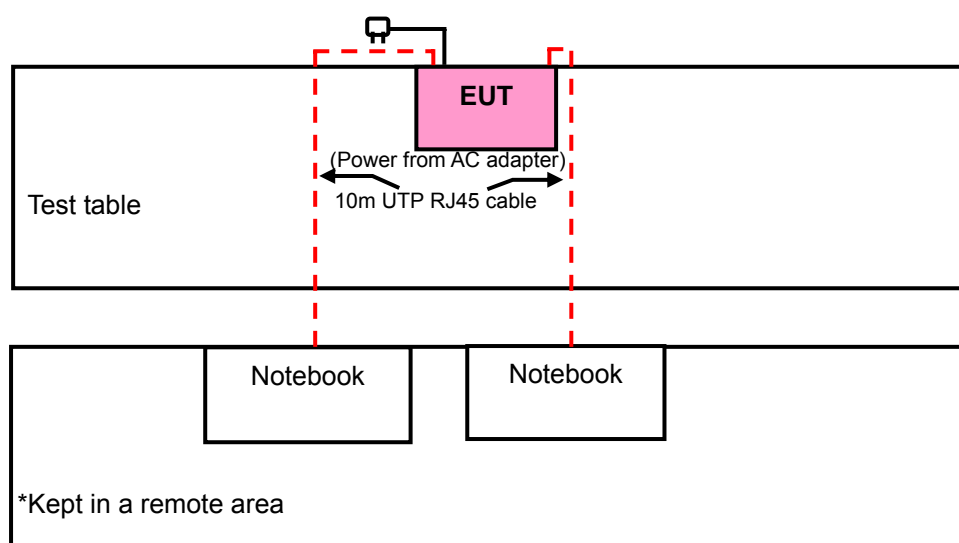 EUT
(Power from AC adapter)
10m UTP RJ45 cable
Test table
Notebook
Notebook
*Kept in a remote area